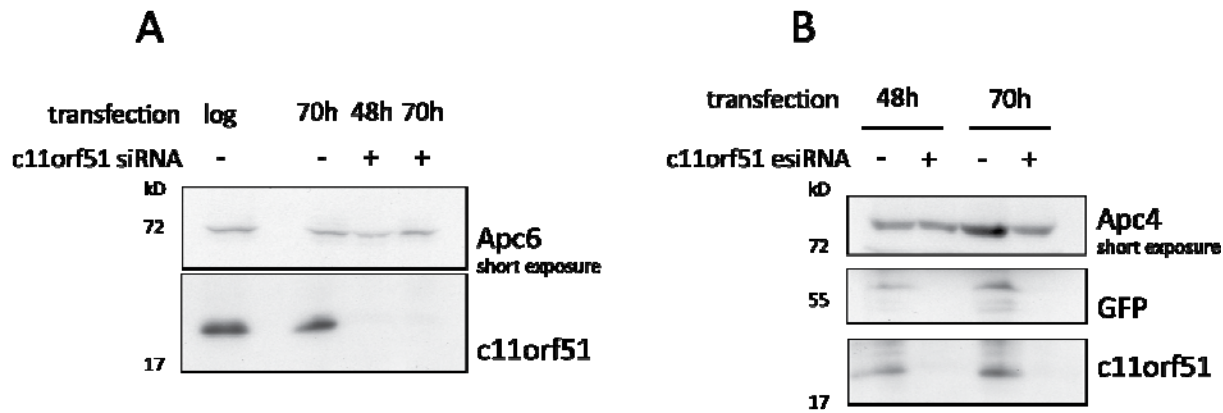 A
transfection log 70h 48h 70h
c11orf51 siRNA - - + +
kD
72
Apc6
short exposure
c11orf51
17
B
transfection 48h 70h
c11orf51 esiRNA - + - +
kD
Apc4
72
short exposure
55
GFP
c11orf51
17